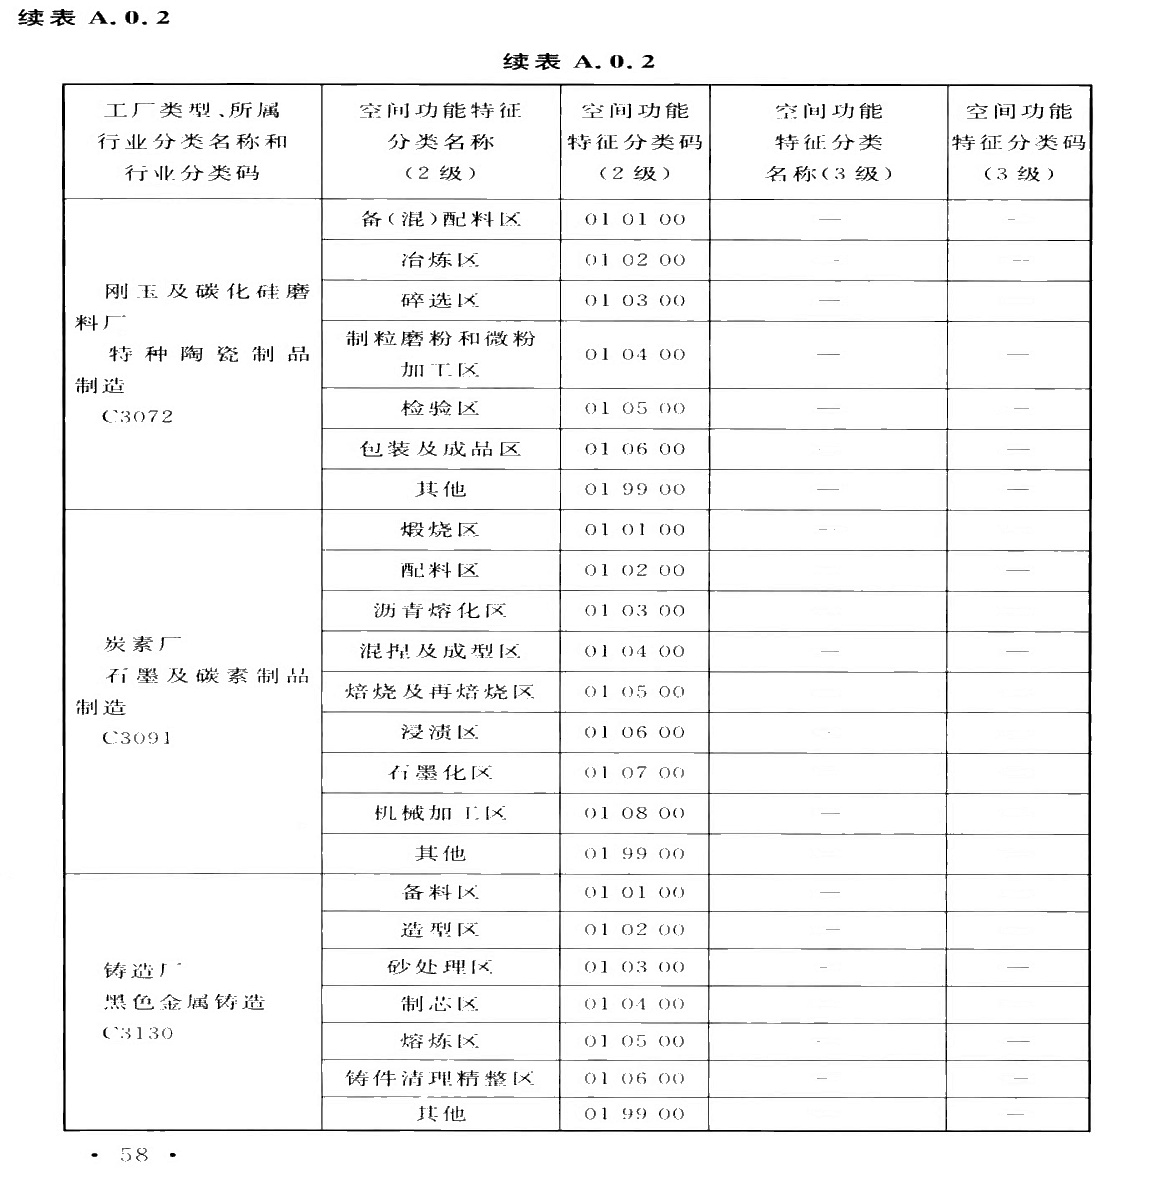 续表 A.0.2
续表 A.0.2
工厂类型、所属
行业分类名称和
行业分类码
空间功能特征
分类名称
(2级)
空间功能
特征分类码
(2级)
空间功能
特征分类
名称(3级)
空间功能
特征分类码
(3级)
刚玉及碳化硅磨
料厂
特种陶瓷制品
制造
C3072
备(混)配料区 01 01 00 — -
冶炼区 01 02 00 - --
碎选区 01 03 00 —
制粒磨粉和微粉
加工区 01 04 00 — —
检验区 01 05 00 — —
包装及成品区 01 06 00 —
其他 01 99 00 — —
炭素厂
石墨及碳素制品
制造
C3091
煅烧区 01 01 00 -
配料区 01 02 00 —
沥青熔化区 01 03 00
混捏及成型区 01 04 00 — —
焙烧及再焙烧区 01 05 00
浸渍区 01 06 00
石墨化区 01 07 00
机械加工区 01 08 00 —
其他 01 99 00
铸造厂
黑色金属铸造
C3130
备料区 01 01 00 —
造型区 01 02 00 —
砂处理区 01 03 00 - —
制芯区 01 04 00
熔炼区 01 05 00 - —
铸件清理精整区 01 06 00 — —
其他 01 99 00 —
· 58 ·